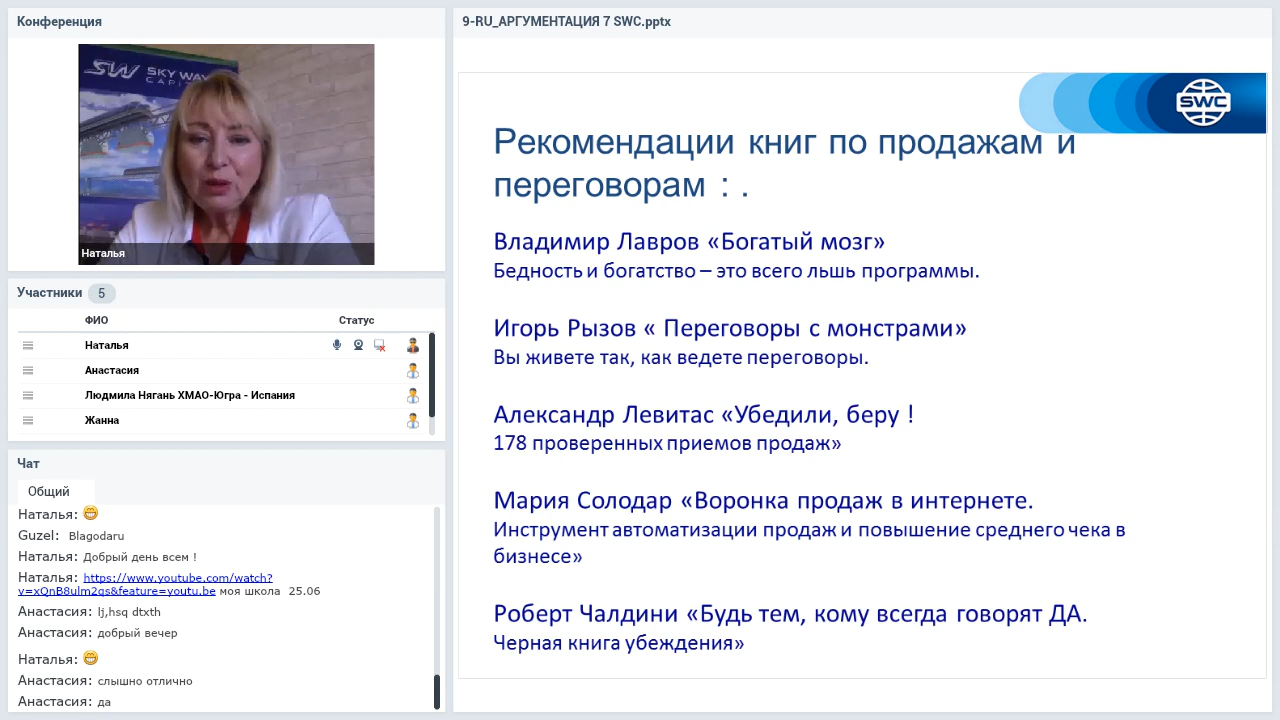 Конференция
SW SKY WAY
CAPITAL
Наталья
Участники 5
ФИО Статус
Наталья
Анастасия
Людмила Нягань ХМАО-Югра - Испания
Жанна
Чат
Общий
Наталья:
Guzel: Blagodaru
Наталья: Добрый день всем !
Наталья: https://www.youtube.com/watch?
v=xQnB8ulm2qs&feature=youtu.be моя школа 25.06
Анастасия: lj,hsq dtxth
Анастасия: добрый вечер
Наталья:
Анастасия: слышно отлично
Анастасия: да
9-RU_АРГУМЕНТАЦИЯ 7 SWC.pptx
SWC
Рекомендации книг по продажам и
переговорам : .
Владимир Лавров «Богатый мозг»
Бедность и богатство – это всего льшь программы.
Игорь Рызов « Переговоры с монстрами»
Вы живете так, как ведете переговоры.
Александр Левитас «Убедили, беру !
178 проверенных приемов продаж»
Мария Солодар «Воронка продаж в интернете.
Инструмент автоматизации продаж и повышение среднего чека в
бизнесе»
Роберт Чалдини «Будь тем, кому всегда говорят ДА.
Черная книга убеждения»